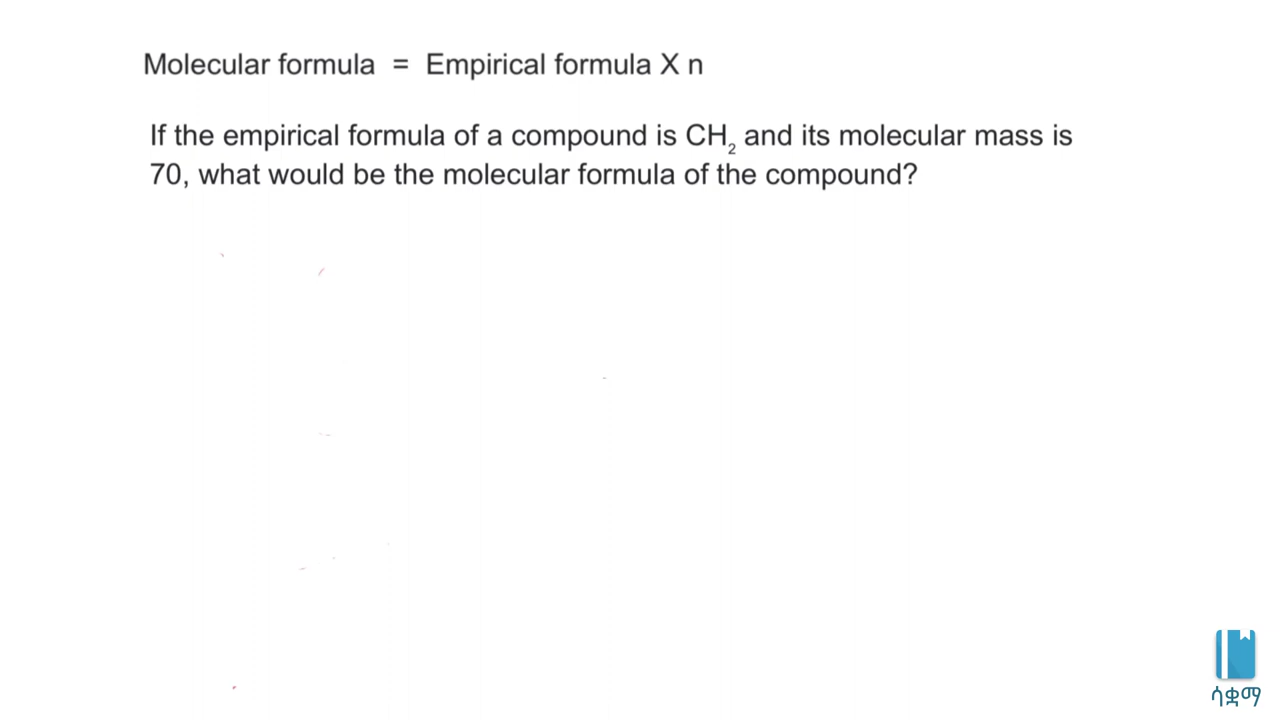 Molecular formula = Empirical formula X n
If the empirical formula of a compound is CH₂ and its molecular mass is
70, what would be the molecular formula of the compound?
ሳቋማ